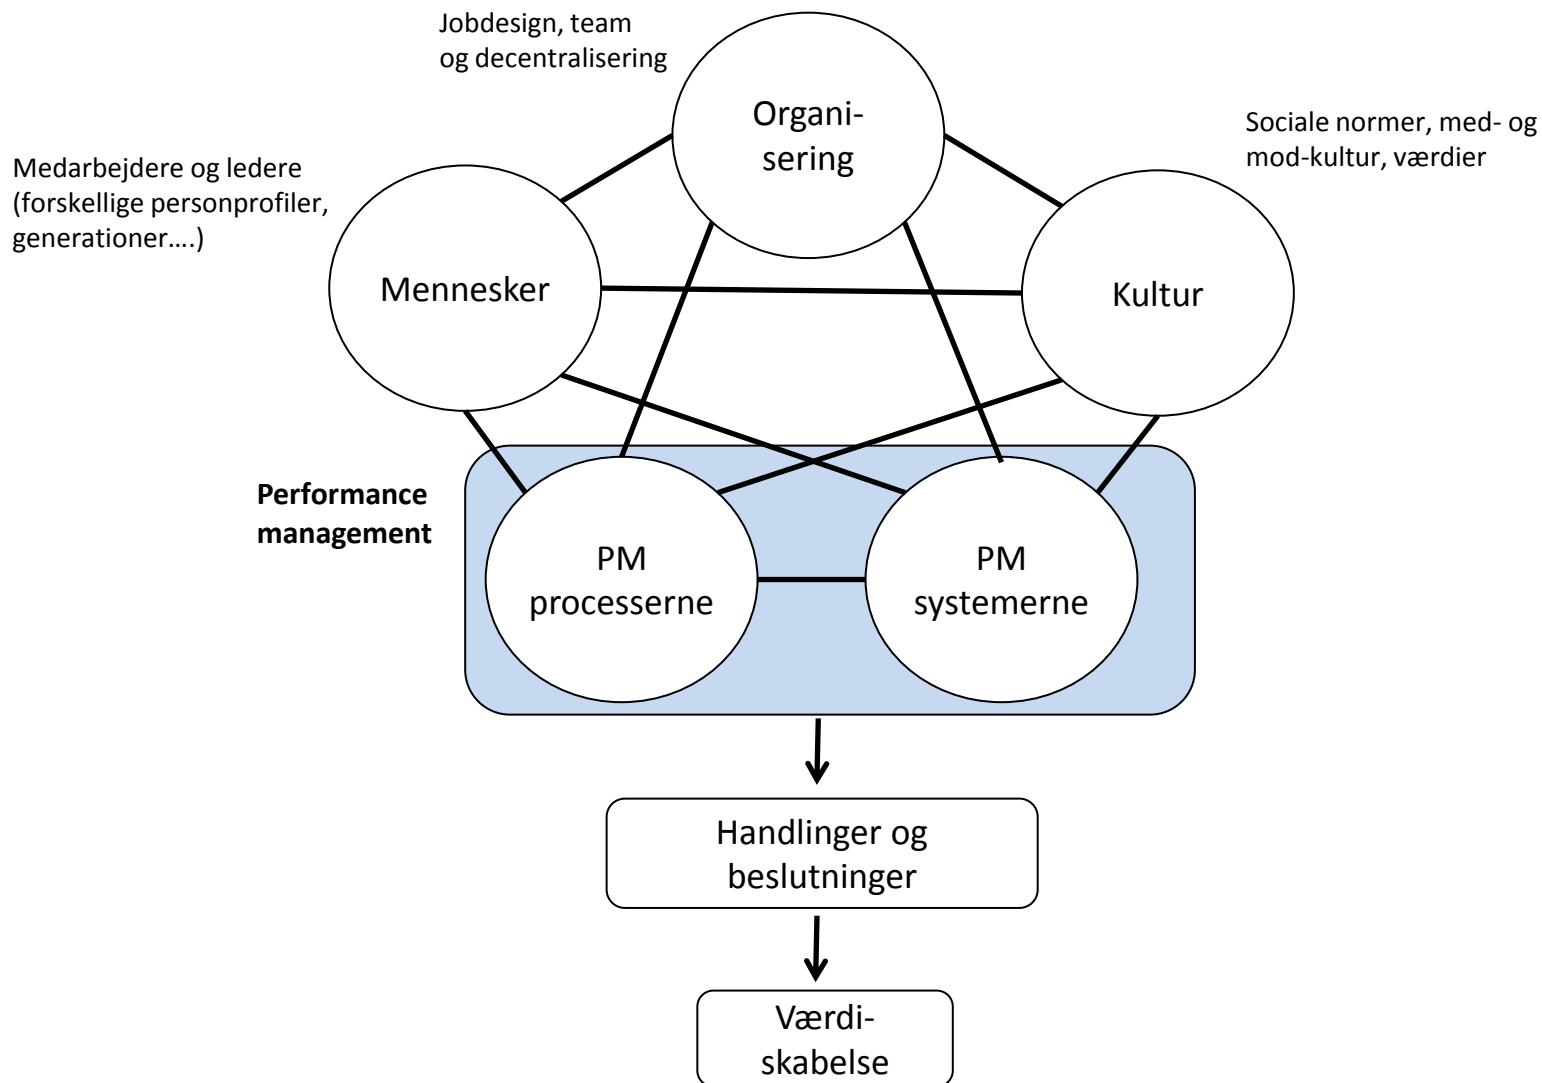 Jobdesign, team
og decentralisering
Organi-
sering
Sociale normer, med- og
mod-kultur, værdier
Medarbejdere og ledere
(forskellige personprofiler,
generationer….)
Mennesker
Kultur
Performance
management
PM
processerne
PM
systemerne
Handlinger og
beslutninger
Værdi-
skabelse